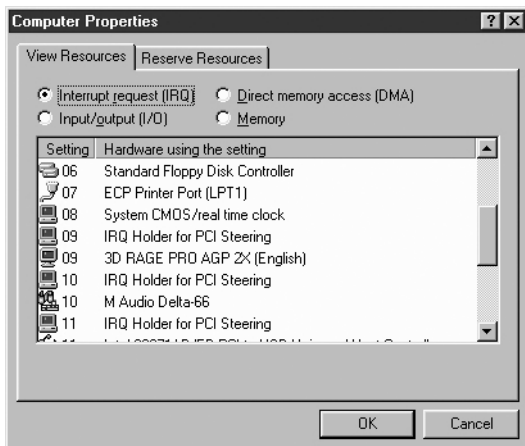 Computer Properties
View Resources Reserve Resources
Interrupt request (IRQ) Direct memory access (DMA)
Input/output (I/O) Memory
Setting Hardware using the setting
06 Standard Floppy Disk Controller
07 ECP Printer Port (LPT1)
08 System CMOS/real time clock
09 IRQ Holder for PCI Steering
09 3D RAGE PRO AGP 2X (English)
10 IRQ Holder for PCI Steering
10 M Audio Delta-66
11 IRQ Holder for PCI Steering
OK Cancel